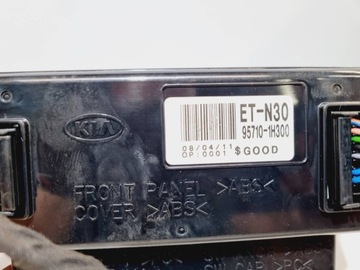 KIA
ET-N30
95710-1H300
08/04/11
OP:0001 $GOOD
FRONT PANEL >ABS<
COVER >ABS<